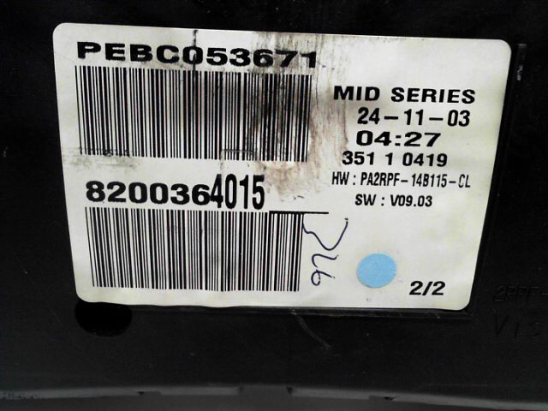 PEBC053671
MID SERIES
24-11-03
04:27
351 1 0419
HW : PA2RPF-14B115-CL
SW : V09.03
8200364015
2/2